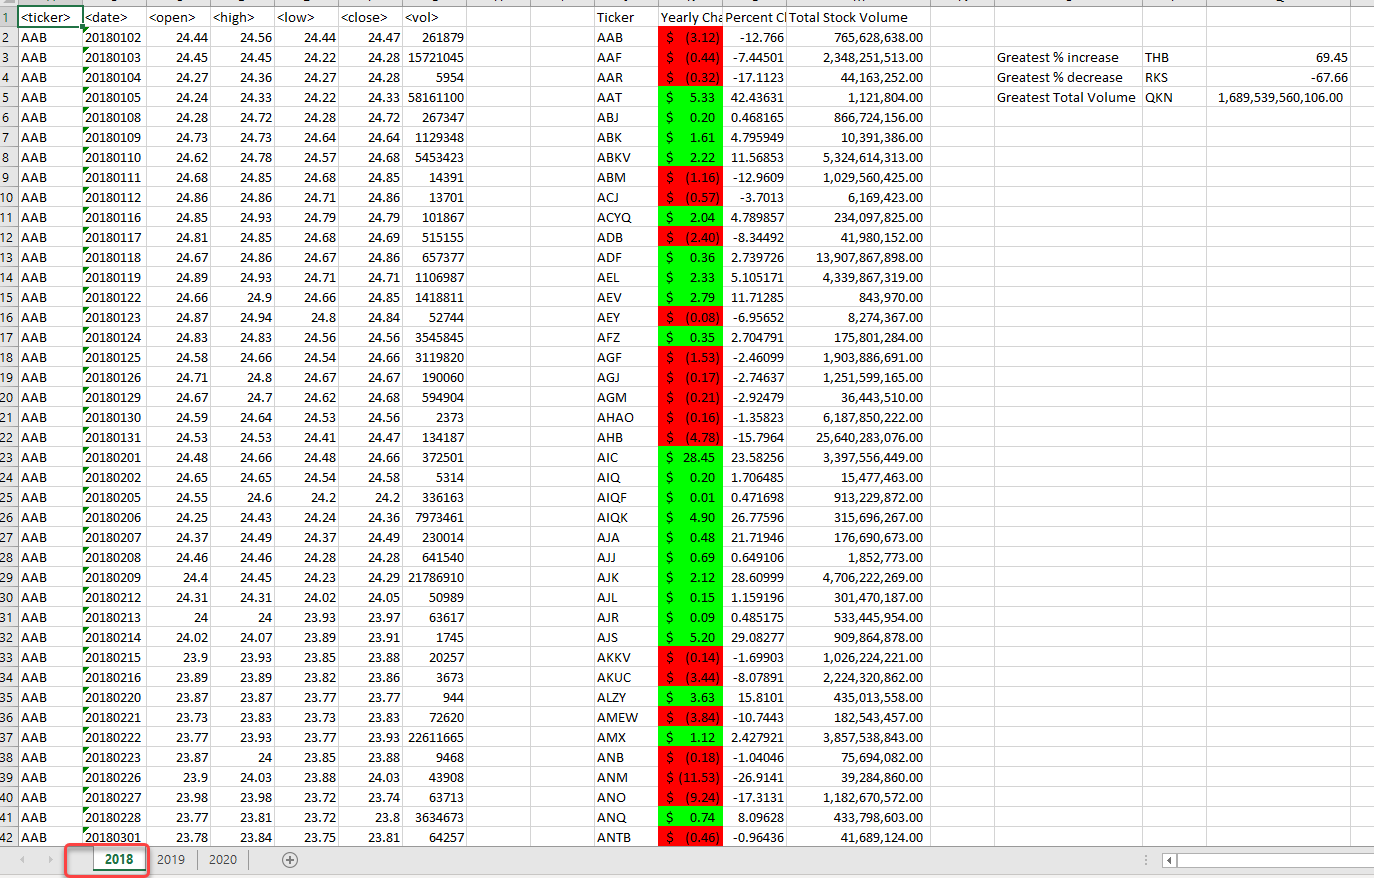 1 <ticker> <date> <open> <high> <low> <close> <vol> Ticker Yearly Cha Percent Cl Total Stock Volume
2 AAB 20180102 24.44 24.56 24.44 24.47 261879 AAB $ (3.12) -12.766 765,628,638.00
3 AAB 20180103 24.45 24.45 24.22 24.28 15721045 AAF $ (0.44) -7.44501 2,348,251,513.00 Greatest % increase THB 69.45
4 AAB 20180104 24.27 24.36 24.27 24.28 5954 AAR $ (0.32) -17.1123 44,163,252.00 Greatest % decrease RKS -67.66
5 AAB 20180105 24.24 24.33 24.22 24.33 58161100 AAT $ 5.33 42.43631 1,121,804.00 Greatest Total Volume QKN 1,689,539,560,106.00
6 AAB 20180108 24.28 24.72 24.28 24.72 267347 ABJ $ 0.20 0.468165 866,724,156.00
7 AAB 20180109 24.73 24.73 24.64 24.64 1129348 ABK $ 1.61 4.795949 10,391,386.00
8 AAB 20180110 24.62 24.78 24.57 24.68 5453423 ABKV $ 2.22 11.56853 5,324,614,313.00
9 AAB 20180111 24.68 24.85 24.68 24.85 14391 ABM $ (1.16) -12.9609 1,029,560,425.00
10 AAB 20180112 24.86 24.86 24.71 24.86 13701 ACJ $ (0.57) -3.7013 6,169,423.00
11 AAB 20180116 24.85 24.93 24.79 24.79 101867 ACYQ $ 2.04 4.789857 234,097,825.00
12 AAB 20180117 24.81 24.85 24.68 24.69 515155 ADB $ (2.40) -8.34492 41,980,152.00
13 AAB 20180118 24.67 24.86 24.67 24.86 657377 ADF $ 0.36 2.739726 13,907,867,898.00
14 AAB 20180119 24.89 24.93 24.71 24.71 1106987 AEL $ 2.33 5.105171 4,339,867,319.00
15 AAB 20180122 24.66 24.9 24.66 24.85 1418811 AEV $ 2.79 11.71285 843,970.00
16 AAB 20180123 24.87 24.94 24.8 24.84 52744 AEY $ (0.08) -6.95652 8,274,367.00
17 AAB 20180124 24.83 24.83 24.56 24.56 3545845 AFZ $ 0.35 2.704791 175,801,284.00
18 AAB 20180125 24.58 24.66 24.54 24.66 3119820 AGF $ (1.53) -2.46099 1,903,886,691.00
19 AAB 20180126 24.71 24.8 24.67 24.67 190060 AGJ $ (0.17) -2.74637 1,251,599,165.00
20 AAB 20180129 24.67 24.7 24.62 24.68 594904 AGM $ (0.21) -2.92479 36,443,510.00
21 AAB 20180130 24.59 24.64 24.53 24.56 2373 AHAO $ (0.16) -1.35823 6,187,850,222.00
22 AAB 20180131 24.53 24.53 24.41 24.47 134187 AHB $ (4.78) -15.7964 25,640,283,076.00
23 AAB 20180201 24.48 24.66 24.48 24.66 372501 AIC $ 28.45 23.58256 3,397,556,449.00
24 AAB 20180202 24.65 24.65 24.54 24.58 5314 AIQ $ 0.20 1.706485 15,477,463.00
25 AAB 20180205 24.55 24.6 24.2 24.2 336163 AIQF $ 0.01 0.471698 913,229,872.00
26 AAB 20180206 24.25 24.43 24.24 24.36 7973461 AIQK $ 4.90 26.77596 315,696,267.00
27 AAB 20180207 24.37 24.49 24.37 24.49 230014 AJA $ 0.48 21.71946 176,690,673.00
28 AAB 20180208 24.46 24.46 24.28 24.28 641540 AJJ $ 0.69 0.649106 1,852,773.00
29 AAB 20180209 24.4 24.45 24.23 24.29 21786910 AJK $ 2.12 28.60999 4,706,222,269.00
30 AAB 20180212 24.31 24.31 24.02 24.05 50989 AJL $ 0.15 1.159196 301,470,187.00
31 AAB 20180213 24 24 23.93 23.97 63617 AJR $ 0.09 0.485175 533,445,954.00
32 AAB 20180214 24.02 24.07 23.89 23.91 1745 AJS $ 5.20 29.08277 909,864,878.00
33 AAB 20180215 23.9 23.93 23.85 23.88 20257 AKKV $ (0.14) -1.69903 1,026,224,221.00
34 AAB 20180216 23.89 23.89 23.82 23.86 3673 AKUC $ (3.44) -8.07891 2,224,320,862.00
35 AAB 20180220 23.87 23.87 23.77 23.77 944 ALZY $ 3.63 15.8101 435,013,558.00
36 AAB 20180221 23.73 23.83 23.73 23.83 72620 AMEW $ (3.84) -10.7443 182,543,457.00
37 AAB 20180222 23.77 23.93 23.77 23.93 22611665 AMX $ 1.12 2.427921 3,857,538,843.00
38 AAB 20180223 23.87 24 23.85 23.88 9468 ANB $ (0.18) -1.04046 75,694,082.00
39 AAB 20180226 23.9 24.03 23.88 24.03 43908 ANM $ (11.53) -26.9141 39,284,860.00
40 AAB 20180227 23.98 23.98 23.72 23.74 63713 ANO $ (9.24) -17.3131 1,182,670,572.00
41 AAB 20180228 23.77 23.81 23.72 23.8 3634673 ANQ $ 0.74 8.09628 433,798,603.00
42 AAB 20180301 23.78 23.84 23.75 23.81 64257 ANTB $ (0.46) -0.96436 41,689,124.00
2018 2019 2020